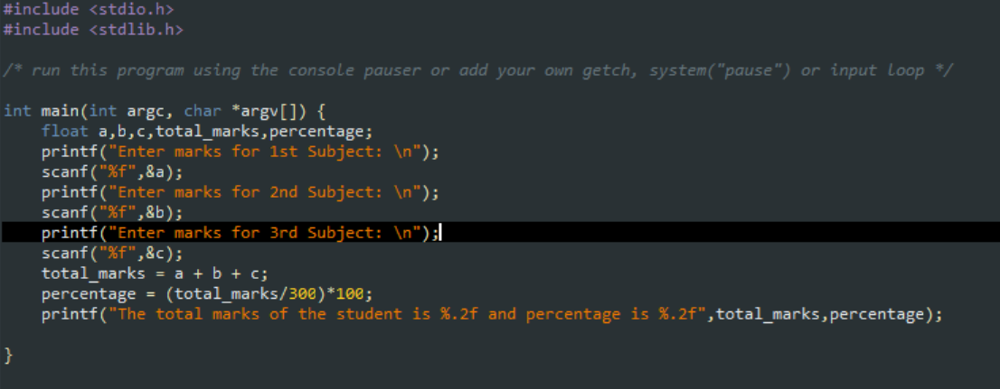 #include <stdio.h>
#include <stdlib.h>
/* run this program using the console pauser or add your own getch, system("pause") or input loop */
int main(int argc, char *argv[]) {
    float a,b,c,total_marks,percentage;
    printf("Enter marks for 1st Subject: \n");
    scanf("%f",&a);
    printf("Enter marks for 2nd Subject: \n");
    scanf("%f",&b);
    printf("Enter marks for 3rd Subject: \n");
    scanf("%f",&c);
    total_marks = a + b + c;
    percentage = (total_marks/300)*100;
    printf("The total marks of the student is %.2f and percentage is %.2f",total_marks,percentage);
}